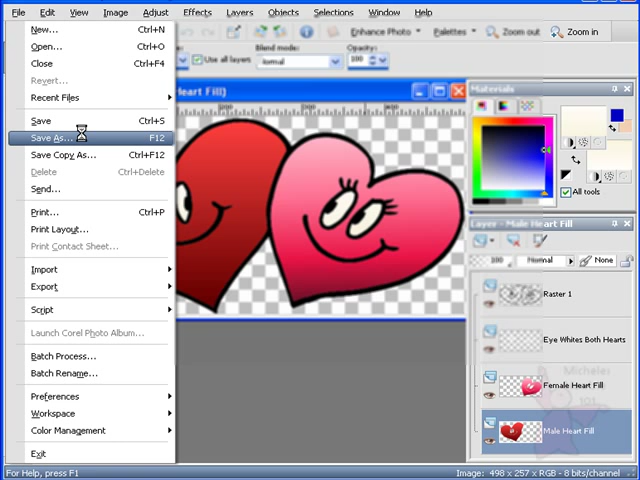 File Edit View Image Adjust Effects Layers Objects Selections Window Help
Enhance Photo Palettes Zoom out Zoom in
Use all layers
Blend mode:
Normal
Opacity:
100
New... Ctrl+N
Open... Ctrl+O
Close Ctrl+F4
Revert...
Recent Files
Save Ctrl+S
Save As... F12
Save Copy As... Ctrl+F12
Delete Ctrl+Delete
Send...
Print... Ctrl+P
Print Layout...
Print Contact Sheet...
Import
Export
Script
Launch Corel Photo Album...
Batch Process...
Batch Rename...
Preferences
Workspace
Color Management
Exit
Heart Fill)
200 300 400
Materials
All tools
Layer - Male Heart Fill
100 Normal None
Raster 1
Eye Whites Both Hearts
Michele
Female Heart Fill
101
Male Heart Fill
For Help, press F1
Image: 498 x 257 x RGB - 8 bits/channel